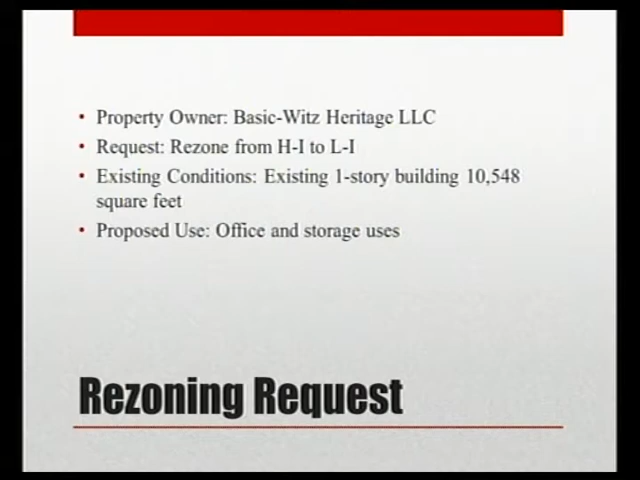 • Property Owner: Basic-Witz Heritage LLC
• Request: Rezone from H-I to L-I
• Existing Conditions: Existing 1-story building 10,548
square feet
• Proposed Use: Office and storage uses
Rezoning Request